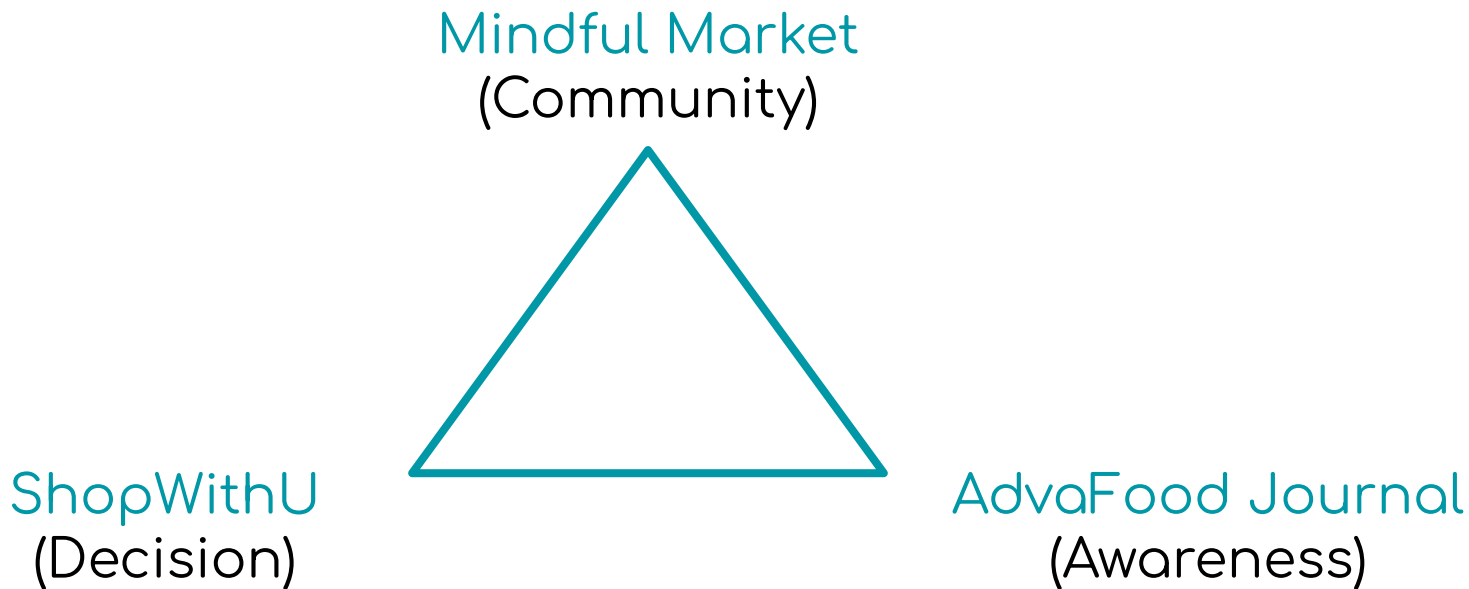 Mindful Market
(Community)
ShopWithU
(Decision)
AdvaFood Journal
(Awareness)